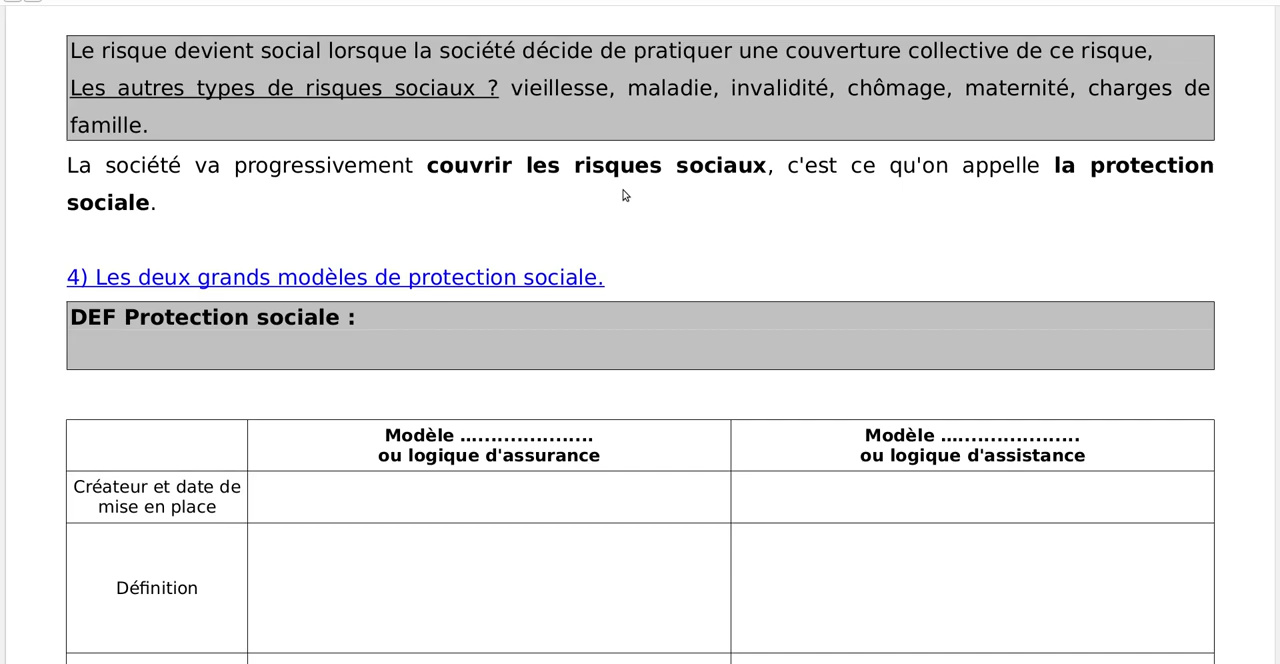 Le risque devient social lorsque la société décide de pratiquer une couverture collective de ce risque,
Les autres types de risques sociaux ? vieillesse, maladie, invalidité, chômage, maternité, charges de
famille.
La société va progressivement couvrir les risques sociaux, c'est ce qu'on appelle la protection
sociale.
4) Les deux grands modèles de protection sociale.
DEF Protection sociale :
Modèle ......................
ou logique d'assurance
Modèle .......................
ou logique d'assistance
Créateur et date de
mise en place
Définition